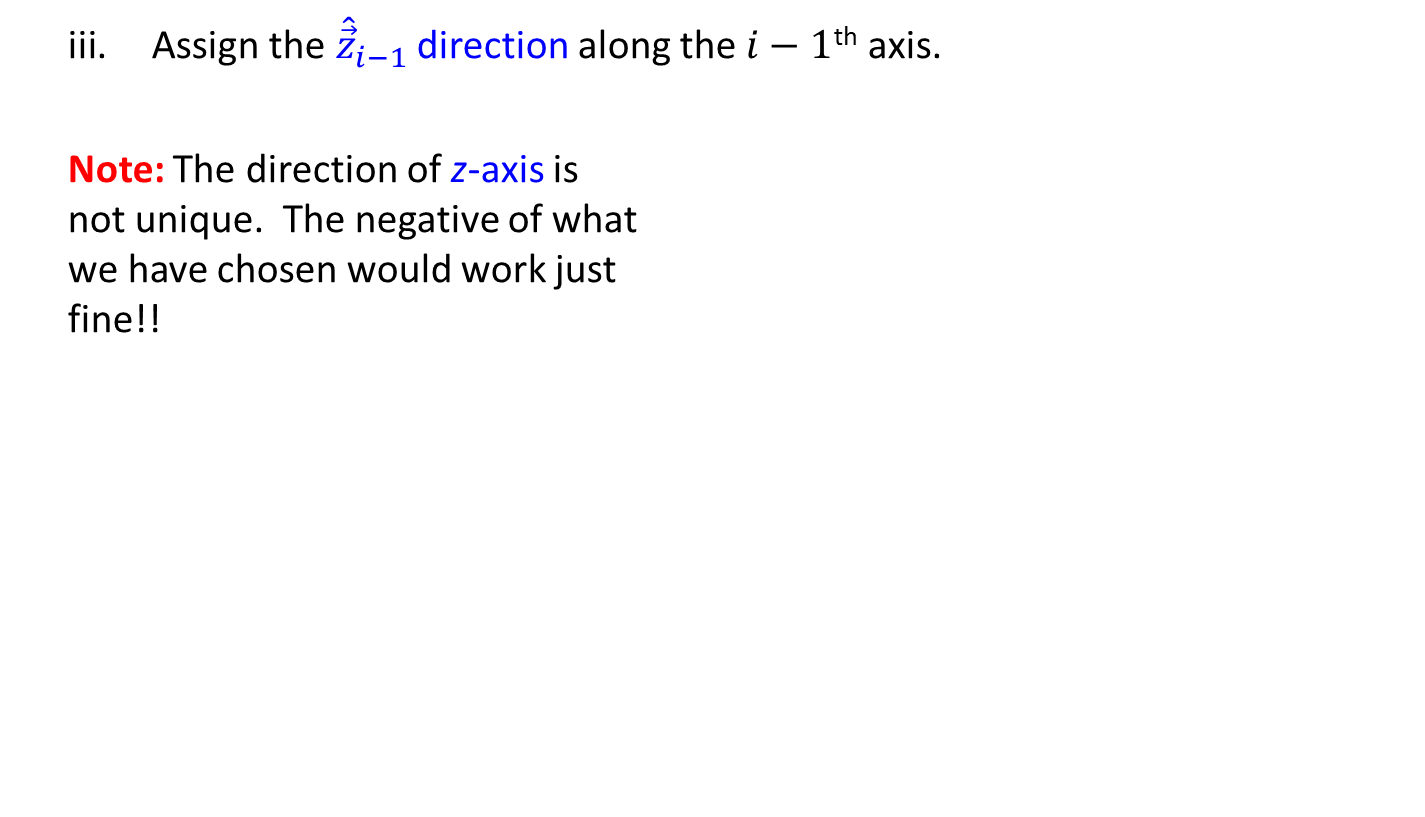 iii. Assign the $\hat{\vec{z}}_{i-1}$ direction along the $i-1^{\text{th}}$ axis.
Note: The direction of z-axis is
not unique. The negative of what
we have chosen would work just
fine!!